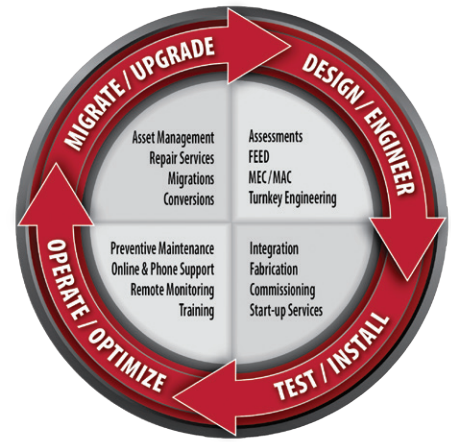 MIGRATE / UPGRADE
DESIGN / ENGINEER
Asset Management
Repair Services
Migrations
Conversions
Assessments
FEED
MEC / MAC
Turnkey Engineering
Preventive Maintenance
Online & Phone Support
Remote Monitoring
Training
Integration
Fabrication
Commissioning
Start-up Services
OPERATE / OPTIMIZE
TEST / INSTALL